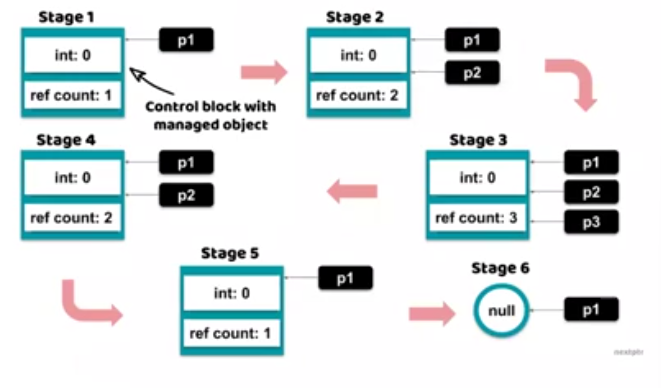 Stage 1
int: 0
ref count: 1
p1
Control block with
managed object
Stage 2
int: 0
ref count: 2
p1
p2
Stage 3
int: 0
ref count: 3
p1
p2
p3
Stage 4
int: 0
ref count: 2
p1
p2
Stage 5
int: 0
ref count: 1
p1
Stage 6
null
p1
nextptr